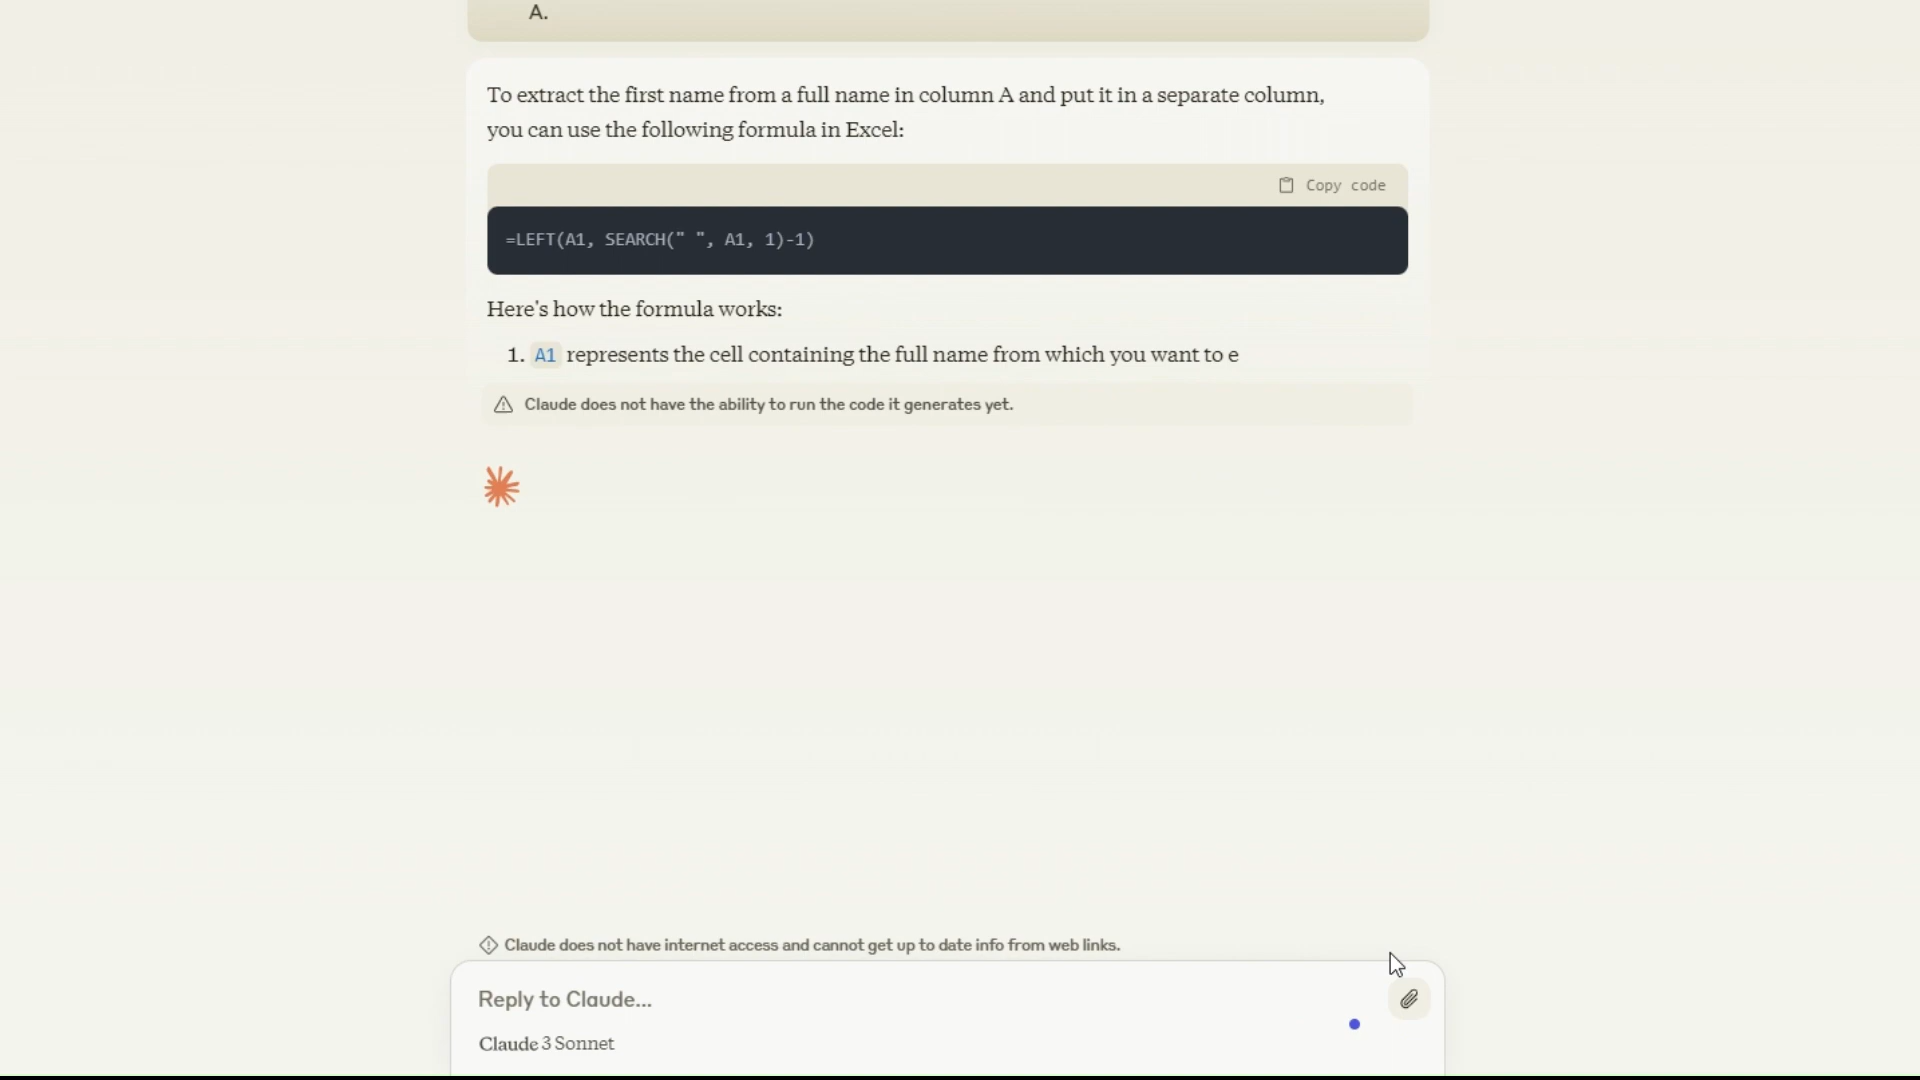 A.
To extract the first name from a full name in column A and put it in a separate column,
you can use the following formula in Excel:
Copy code
=LEFT(A1, SEARCH(" ", A1, 1)-1)
Here's how the formula works:
1. A1 represents the cell containing the full name from which you want to e
Claude does not have the ability to run the code it generates yet.
Claude does not have internet access and cannot get up to date info from web links.
Reply to Claude...
Claude 3 Sonnet